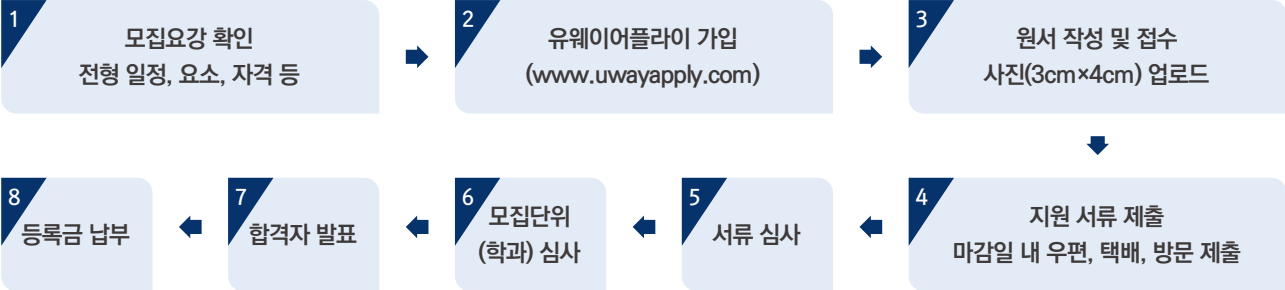 1
모집요강 확인
전형 일정, 요소, 자격 등
2
유웨이어플라이 가입
(www.uwayapply.com)
3
원서 작성 및 접수
사진(3cm×4cm) 업로드
4
지원 서류 제출
마감일 내 우편, 택배, 방문 제출
5
서류 심사
6
모집단위
(학과) 심사
7
합격자 발표
8
등록금 납부